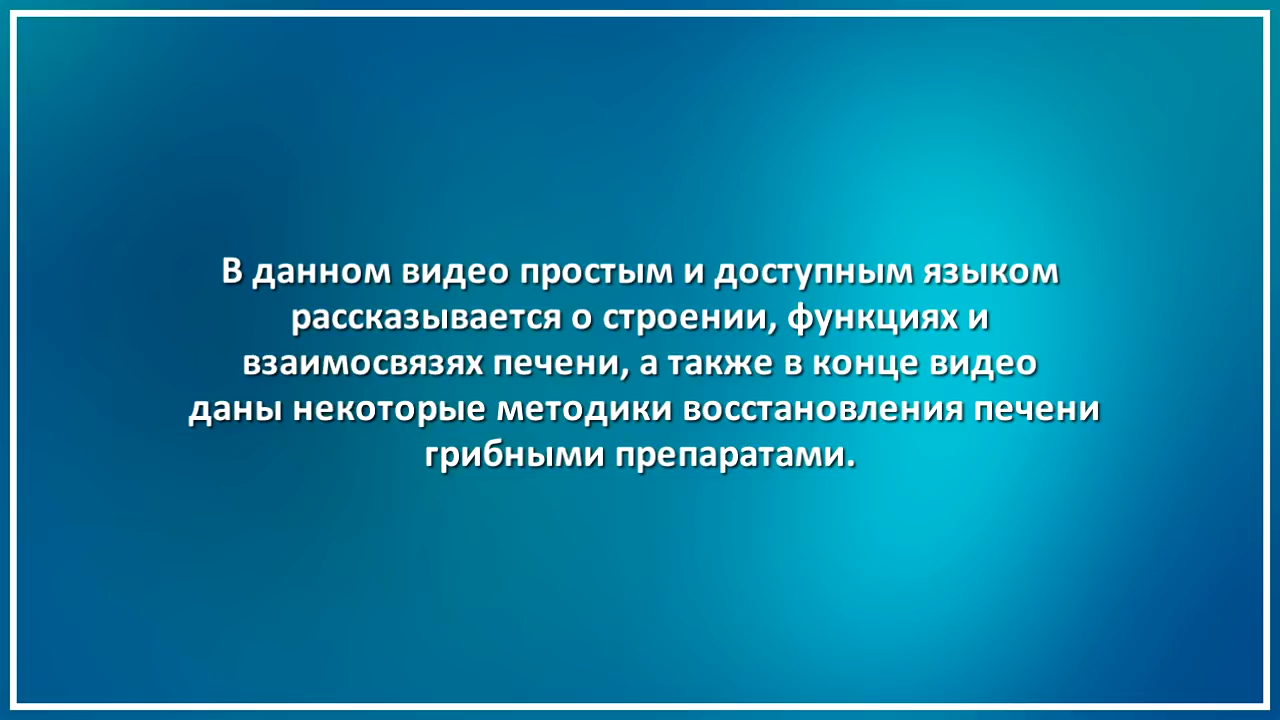 В данном видео простым и доступным языком
рассказывается о строении, функциях и
взаимосвязях печени, а также в конце видео
даны некоторые методики восстановления печени
грибными препаратами.